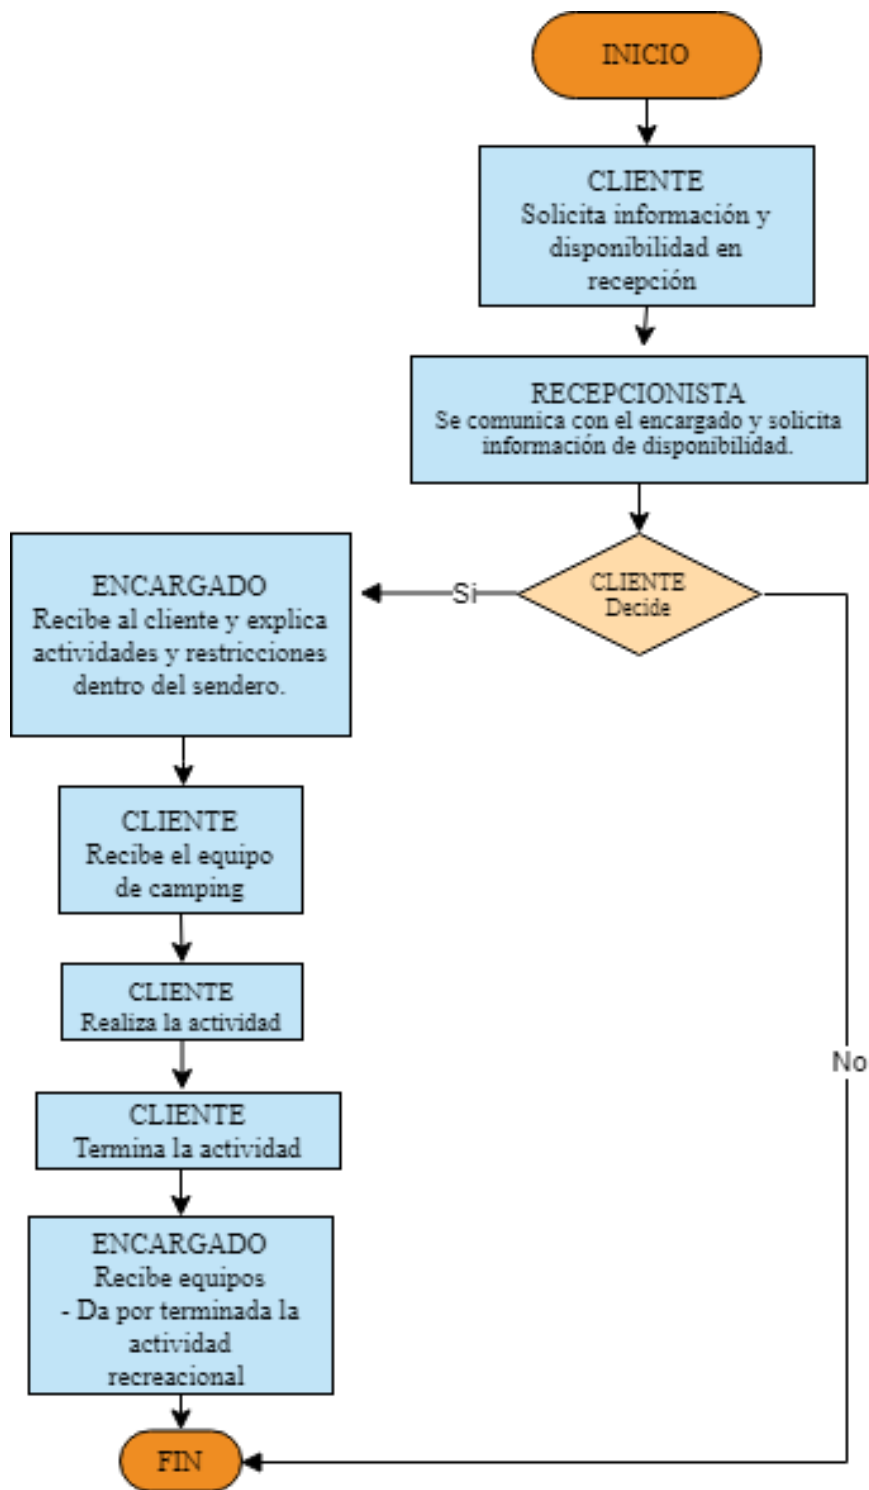 INICIO
CLIENTE
Solicita información y
disponibilidad en
recepción
RECEPCIONISTA
Se comunica con el encargado y solicita
información de disponibilidad.
CLIENTE
Decide
Si
No
ENCARGADO
Recibe al cliente y explica
actividades y restricciones
dentro del sendero.
CLIENTE
Recibe el equipo
de camping
CLIENTE
Realiza la actividad
CLIENTE
Termina la actividad
ENCARGADO
Recibe equipos
- Da por terminada la
actividad
recreacional
FIN